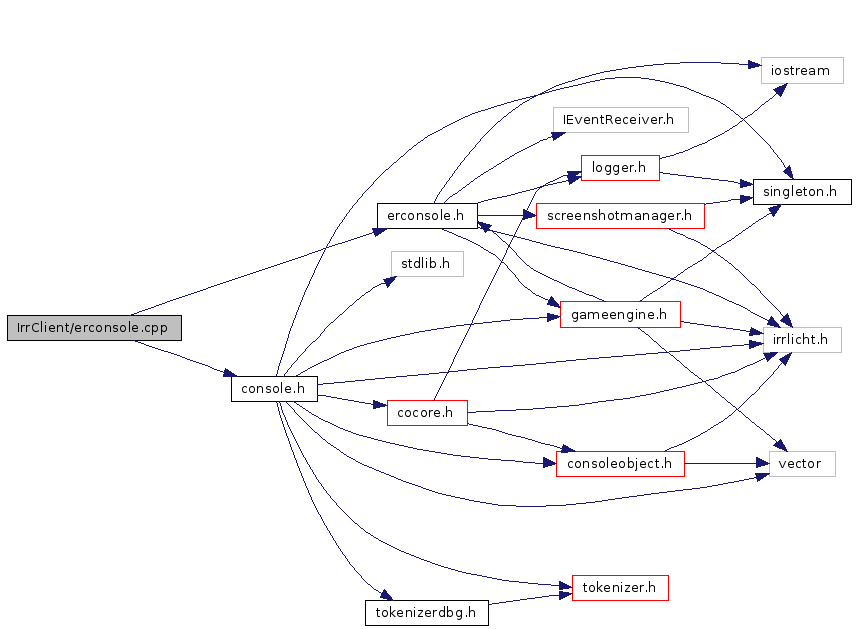 iostream
IEventReceiver.h
logger.h
singleton.h
erconsole.h
screenshotmanager.h
stdlib.h
gameengine.h
IrrClient/erconsole.cpp
irrlicht.h
console.h
cocore.h
consoleobject.h
vector
tokenizer.h
tokenizerdbg.h